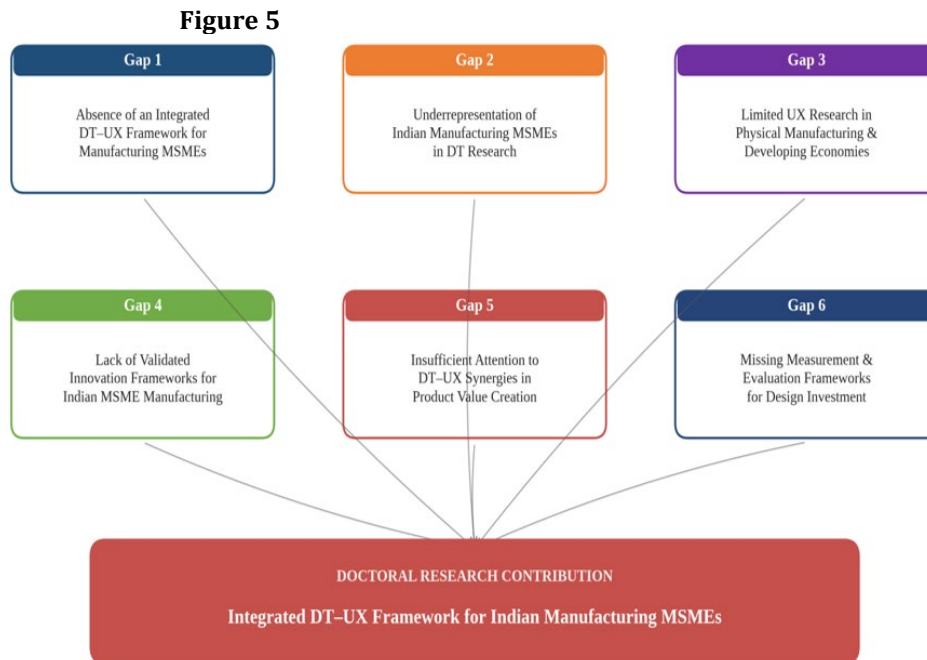 Figure 5
Gap 1
Absence of an Integrated
DT–UX Framework for
Manufacturing MSMEs
Gap 2
Underrepresentation of
Indian Manufacturing MSMEs
in DT Research
Gap 3
Limited UX Research in
Physical Manufacturing &
Developing Economies
Gap 4
Lack of Validated
Innovation Frameworks for
Indian MSME Manufacturing
Gap 5
Insufficient Attention to
DT–UX Synergies in
Product Value Creation
Gap 6
Missing Measurement &
Evaluation Frameworks
for Design Investment
DOCTORAL RESEARCH CONTRIBUTION
Integrated DT–UX Framework for Indian Manufacturing MSMEs